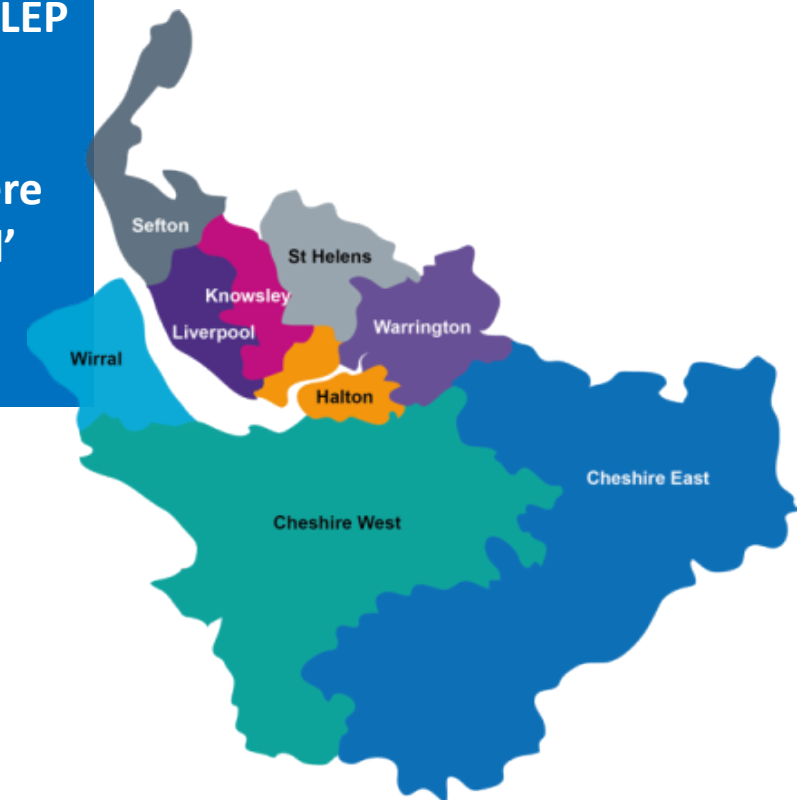 LEP
Sefton
St Helens
Knowsley
Liverpool
Warrington
Wirral
Halton
Cheshire East
Cheshire West